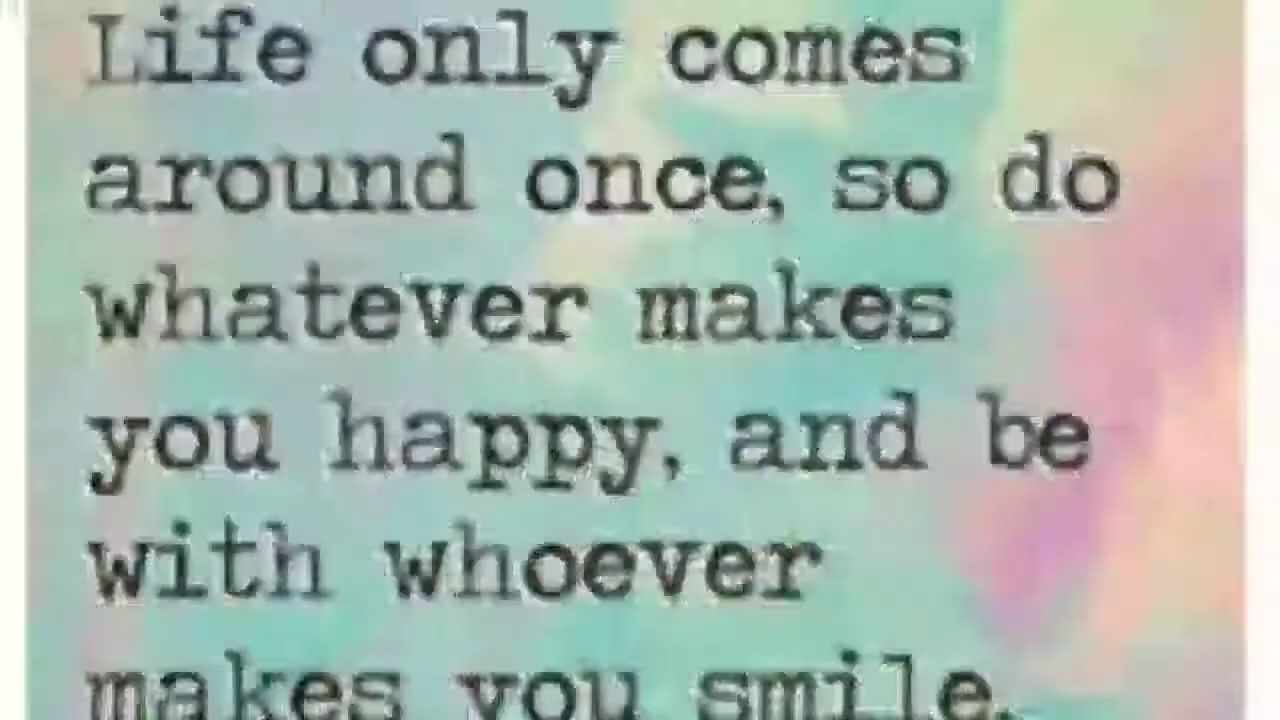 Life only comes
around once, so do
whatever makes
you happy, and be
with whoever
makes you smile.